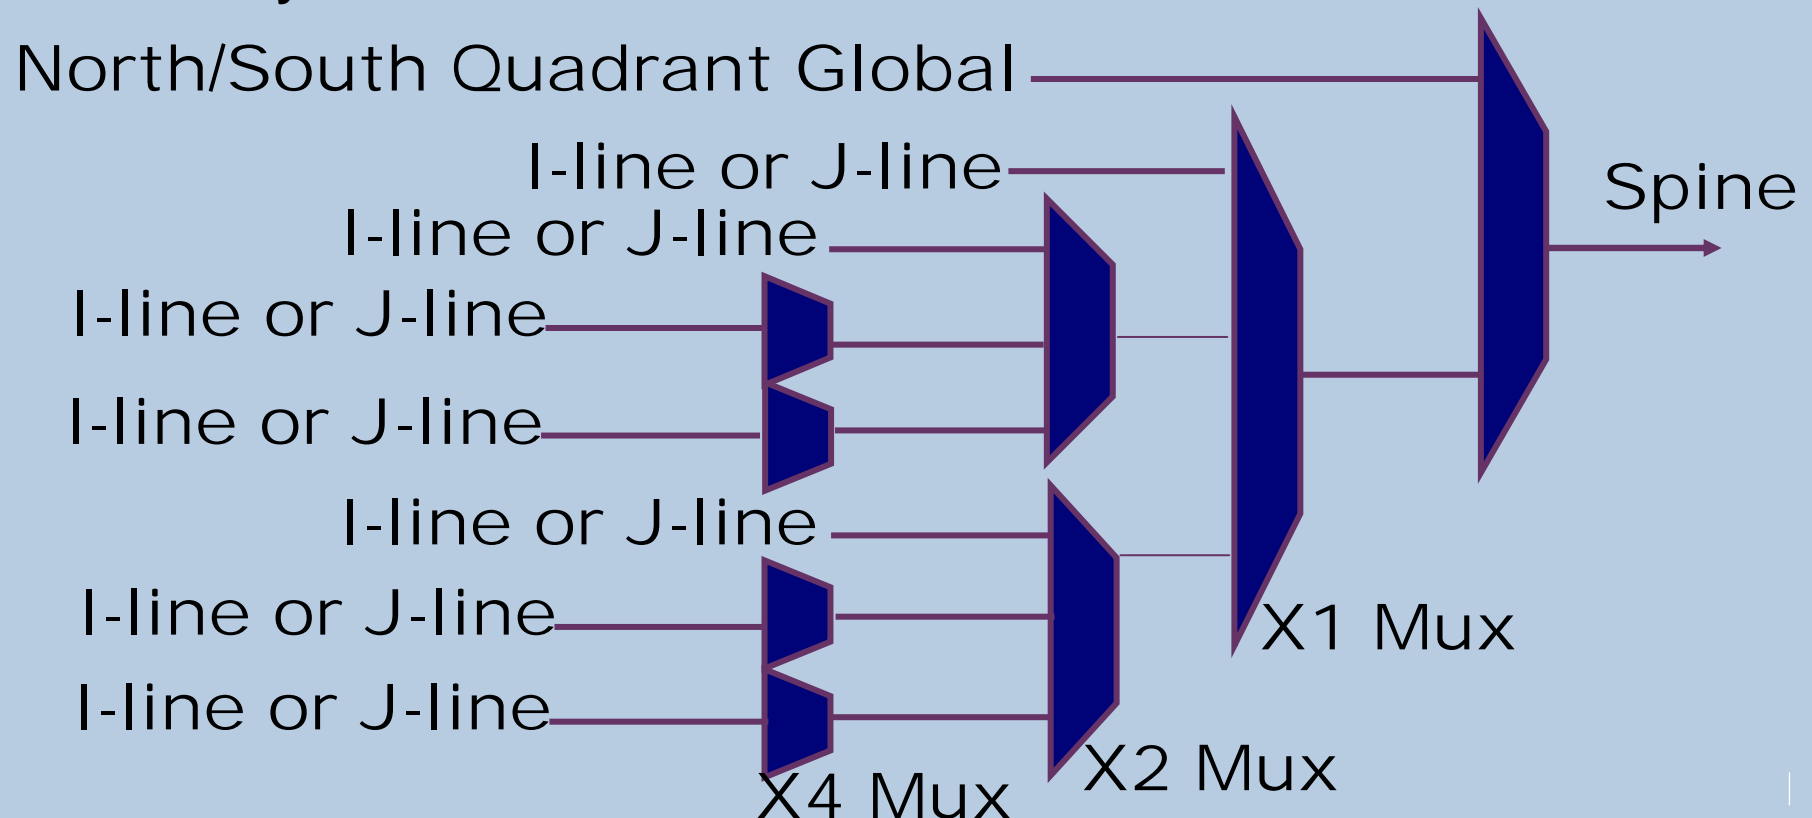 North/South Quadrant Global
I-line or J-line
Spine
I-line or J-line
I-line or J-line
I-line or J-line
I-line or J-line
I-line or J-line
X1 Mux
I-line or J-line
X2 Mux
X4 Mux